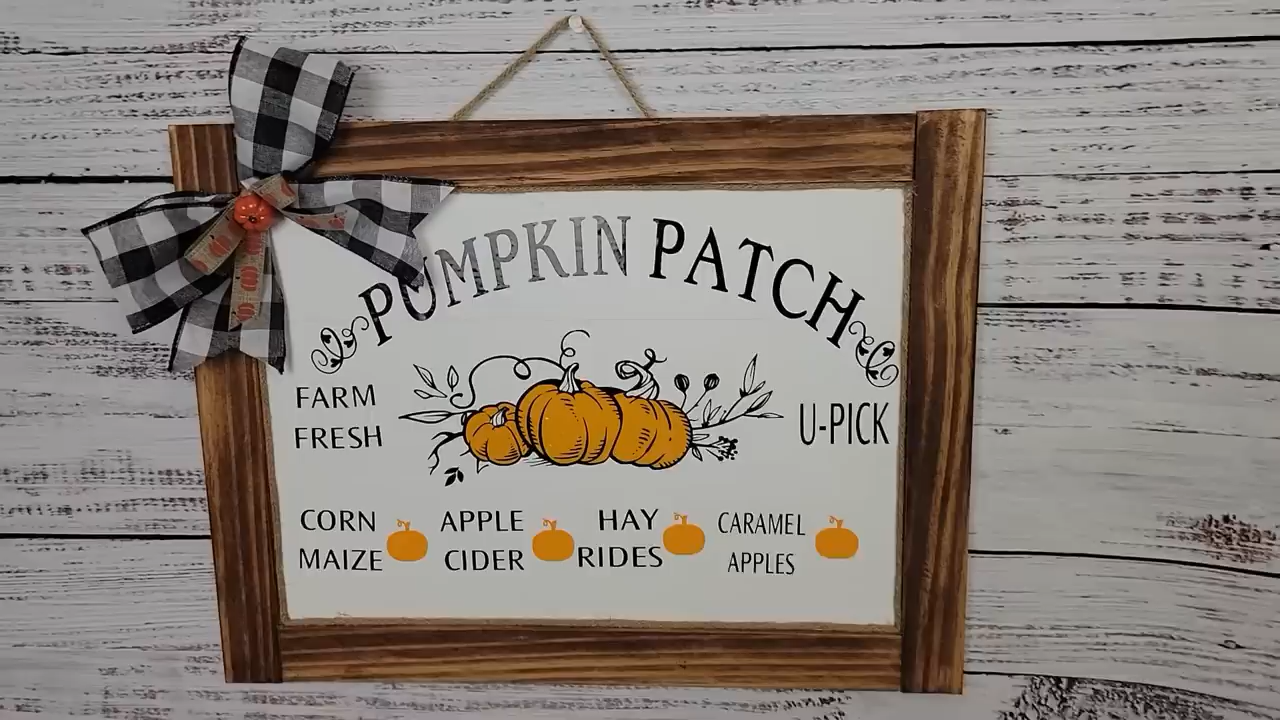 PUMPKIN PATCH
FARM
FRESH
U-PICK
CORN
MAIZE
APPLE
CIDER
HAY
RIDES
CARAMEL
APPLES